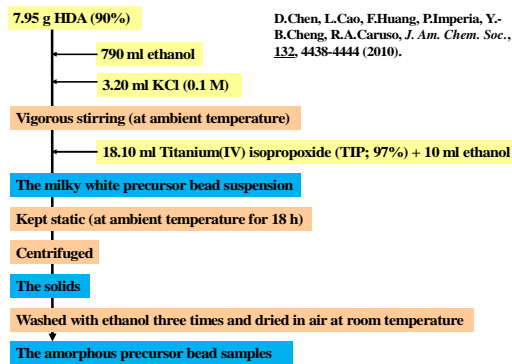 7.95 g HDA (90%)
D.Chen, L.Cao, F.Huang, P.Imperia, Y.-
B.Cheng, R.A.Caruso, J. Am. Chem. Soc.,
132, 4438-4444 (2010).
790 ml ethanol
3.20 ml KCl (0.1 M)
Vigorous stirring (at ambient temperature)
18.10 ml Titanium(IV) isopropoxide (TIP; 97%) + 10 ml ethanol
The milky white precursor bead suspension
Kept static (at ambient temperature for 18 h)
Centrifuged
The solids
Washed with ethanol three times and dried in air at room temperature
The amorphous precursor bead samples